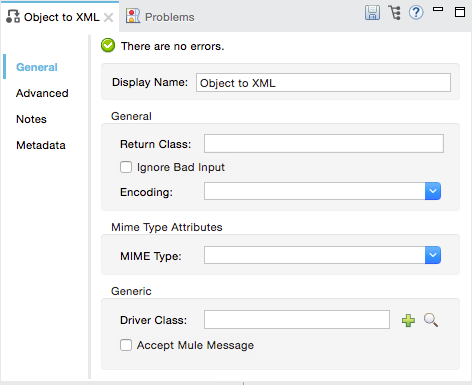 Object to XML Problems
There are no errors.
General
Advanced
Notes
Metadata
Display Name: Object to XML
General
Return Class:
Ignore Bad Input
Encoding:
Mime Type Attributes
MIME Type:
Generic
Driver Class:
Accept Mule Message